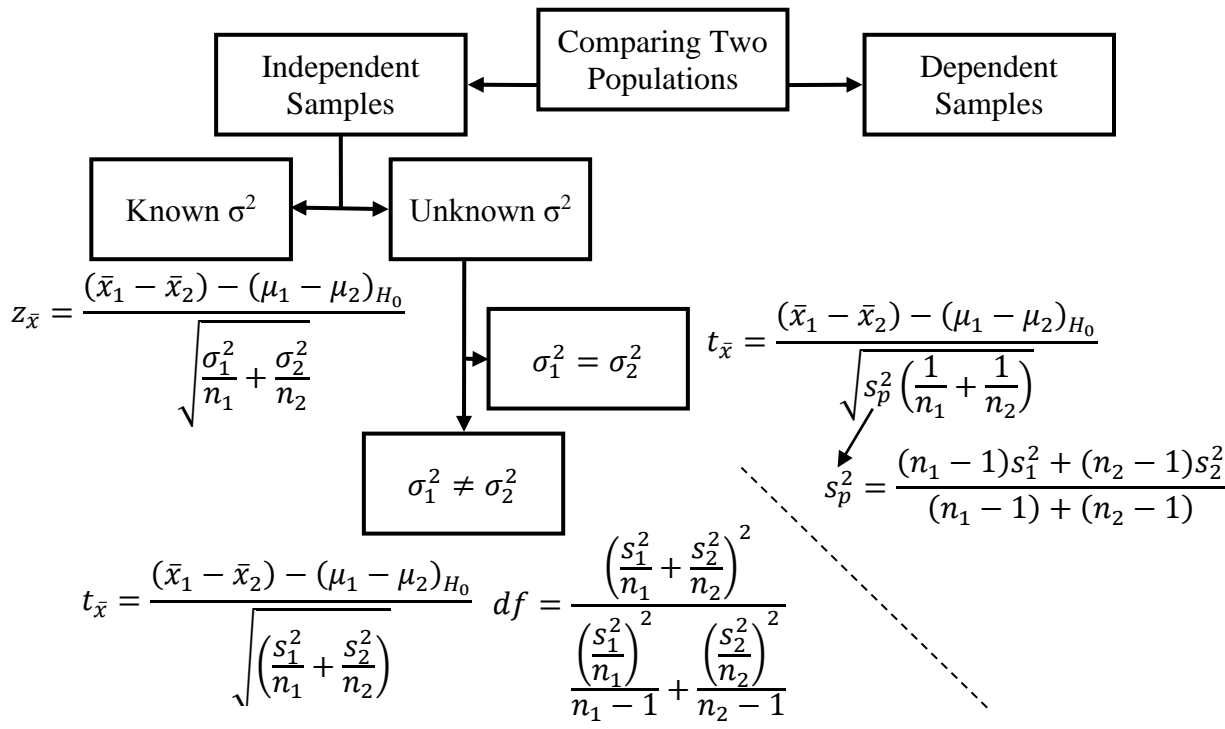 Comparing Two
Populations
Independent
Samples
Dependent
Samples
Known σ²
Unknown σ²
z_x̄ = ((x̄₁ − x̄₂) − (μ₁ − μ₂)_H₀) / √(σ₁²/n₁ + σ₂²/n₂)
σ₁² = σ₂²
t_x̄ = ((x̄₁ − x̄₂) − (μ₁ − μ₂)_H₀) / √(s_p² (1/n₁ + 1/n₂))
s_p² = ((n₁ − 1)s₁² + (n₂ − 1)s₂²) / ((n₁ − 1) + (n₂ − 1))
σ₁² ≠ σ₂²
t_x̄ = ((x̄₁ − x̄₂) − (μ₁ − μ₂)_H₀) / √((s₁²/n₁ + s₂²/n₂))
df = (s₁²/n₁ + s₂²/n₂)² / ((s₁²/n₁)²/(n₁ − 1) + (s₂²/n₂)²/(n₂ − 1))